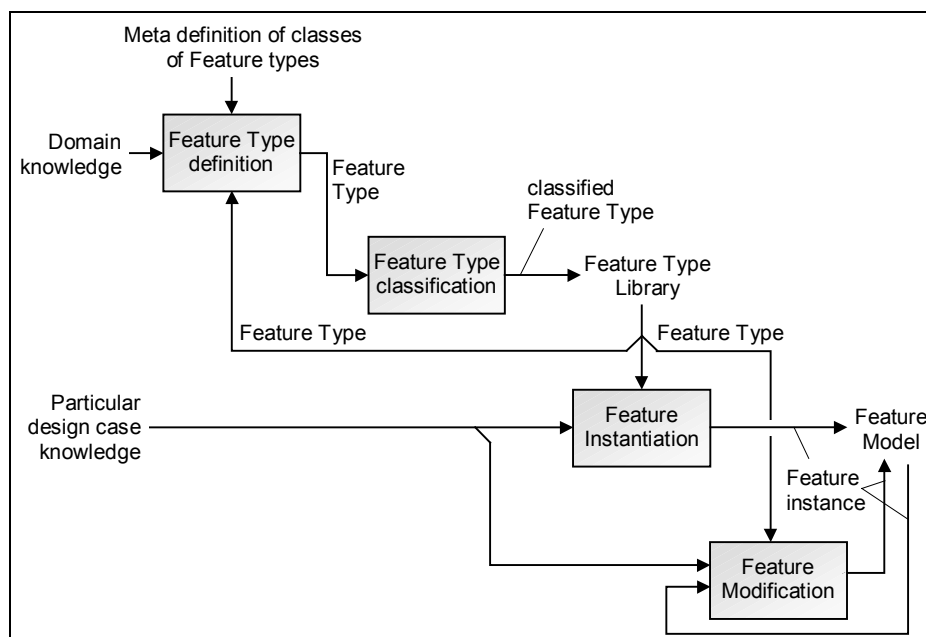 Meta definition of classes
of Feature types
Domain
knowledge
Feature Type
definition
Feature
Type
classified
Feature Type
Feature Type
classification
Feature Type
Library
Feature Type
Feature Type
Particular
design case
knowledge
Feature
Instantiation
Feature
Model
Feature
instance
Feature
Modification